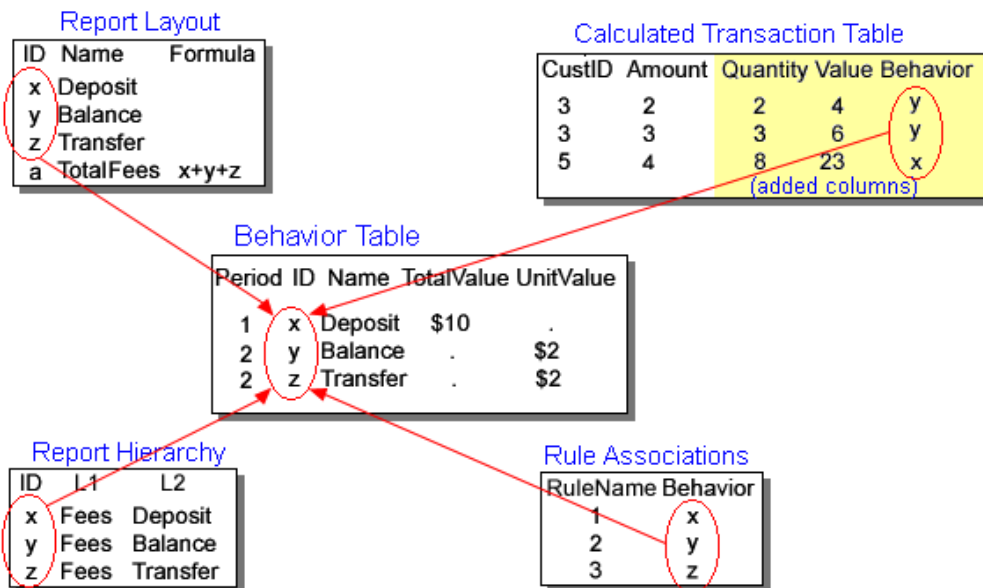 Report Layout
ID Name Formula
x Deposit
y Balance
z Transfer
a TotalFees x+y+z
Calculated Transaction Table
CustID Amount Quantity Value Behavior
3 2 2 4 y
3 3 3 6 y
5 4 8 23 x
(added columns)
Behavior Table
Period ID Name TotalValue UnitValue
1 x Deposit $10 .
2 y Balance . $2
2 z Transfer . $2
Report Hierarchy
ID L1 L2
x Fees Deposit
y Fees Balance
z Fees Transfer
Rule Associations
RuleName Behavior
1 x
2 y
3 z